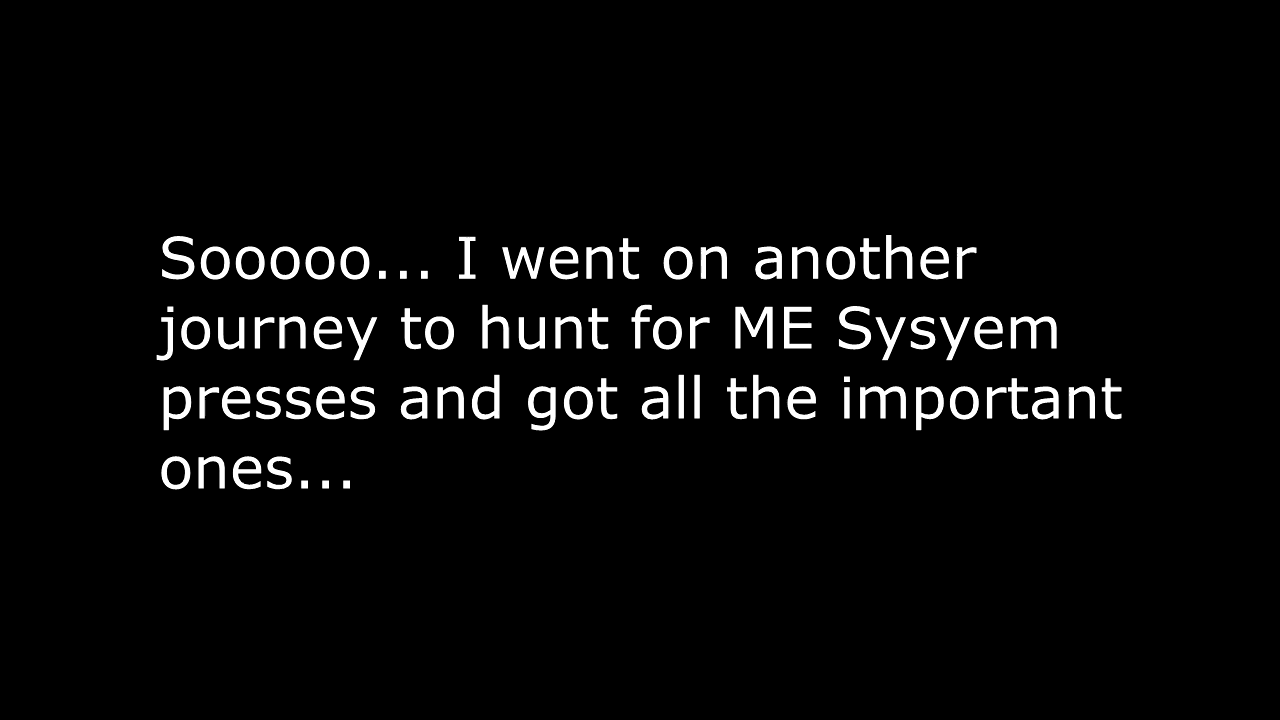 Sooooo... I went on another
journey to hunt for ME Sysyem
presses and got all the important
ones...